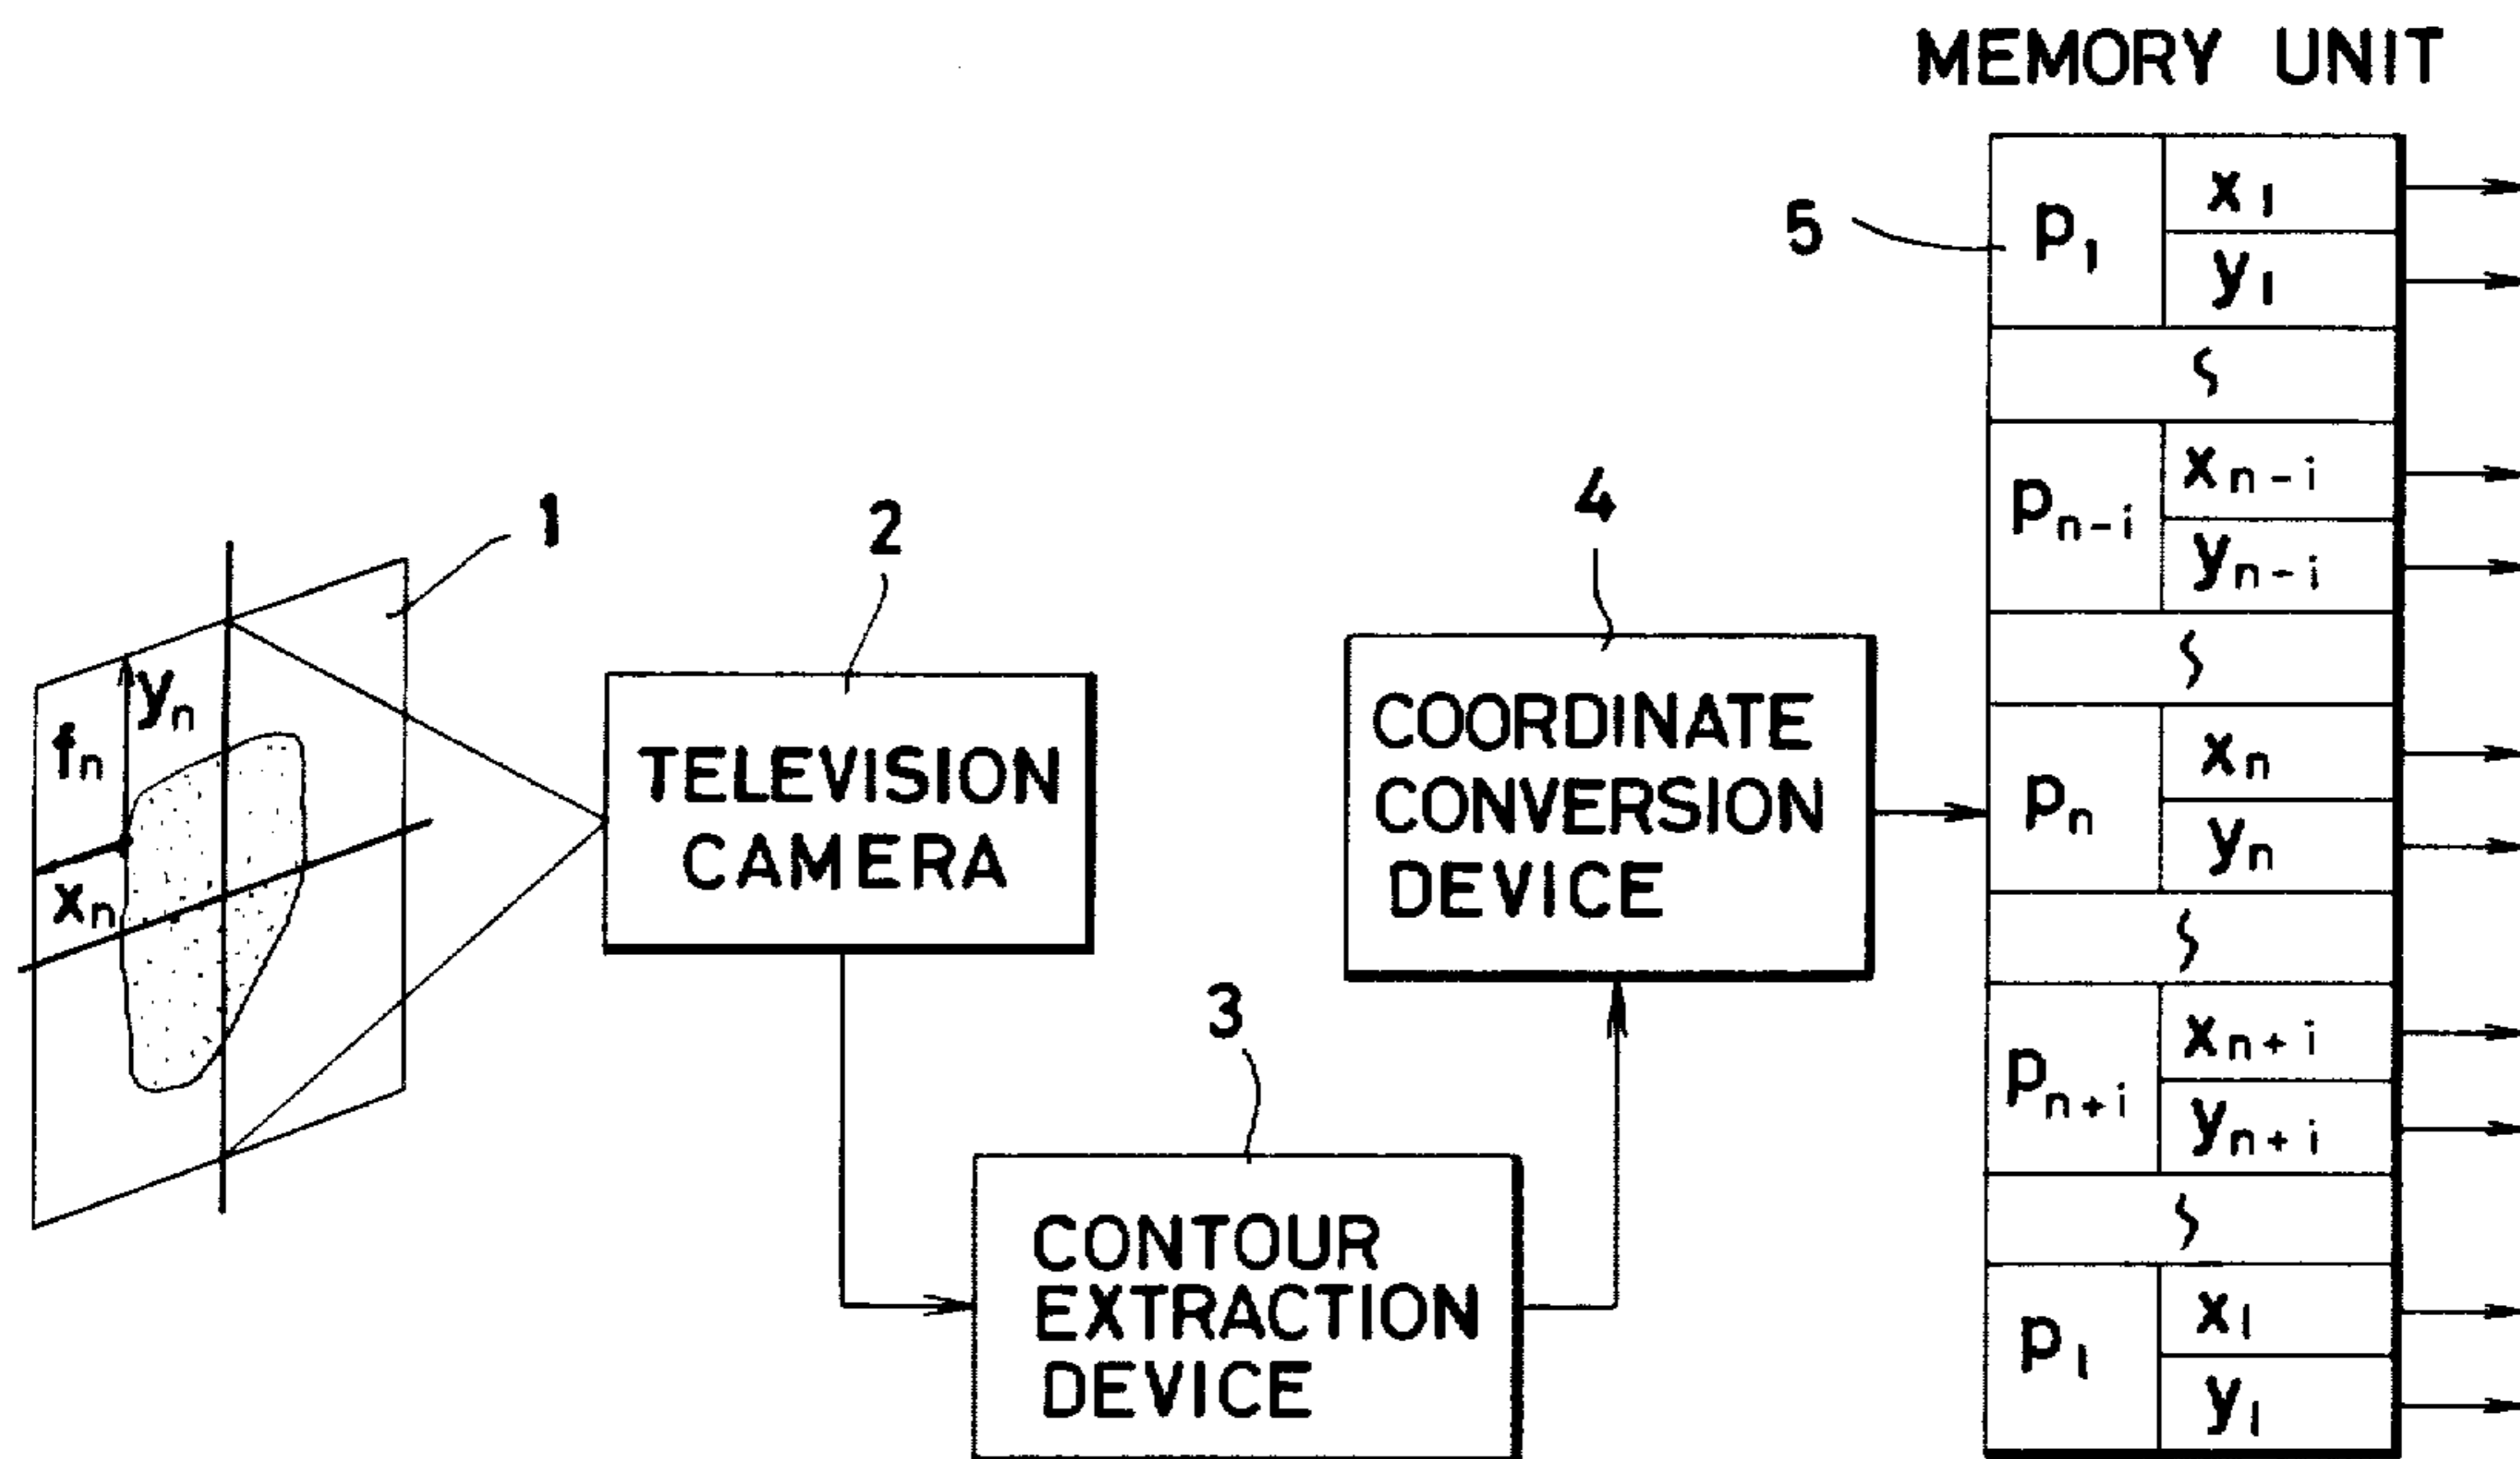 MEMORY UNIT
5
p₁
x₁
y₁
pₙ₋ᵢ
xₙ₋ᵢ
yₙ₋ᵢ
pₙ
xₙ
yₙ
pₙ₊ᵢ
xₙ₊ᵢ
yₙ₊ᵢ
pₗ
xₗ
yₗ
1
yₙ
fₙ
xₙ
2
TELEVISION
CAMERA
4
COORDINATE
CONVERSION
DEVICE
3
CONTOUR
EXTRACTION
DEVICE